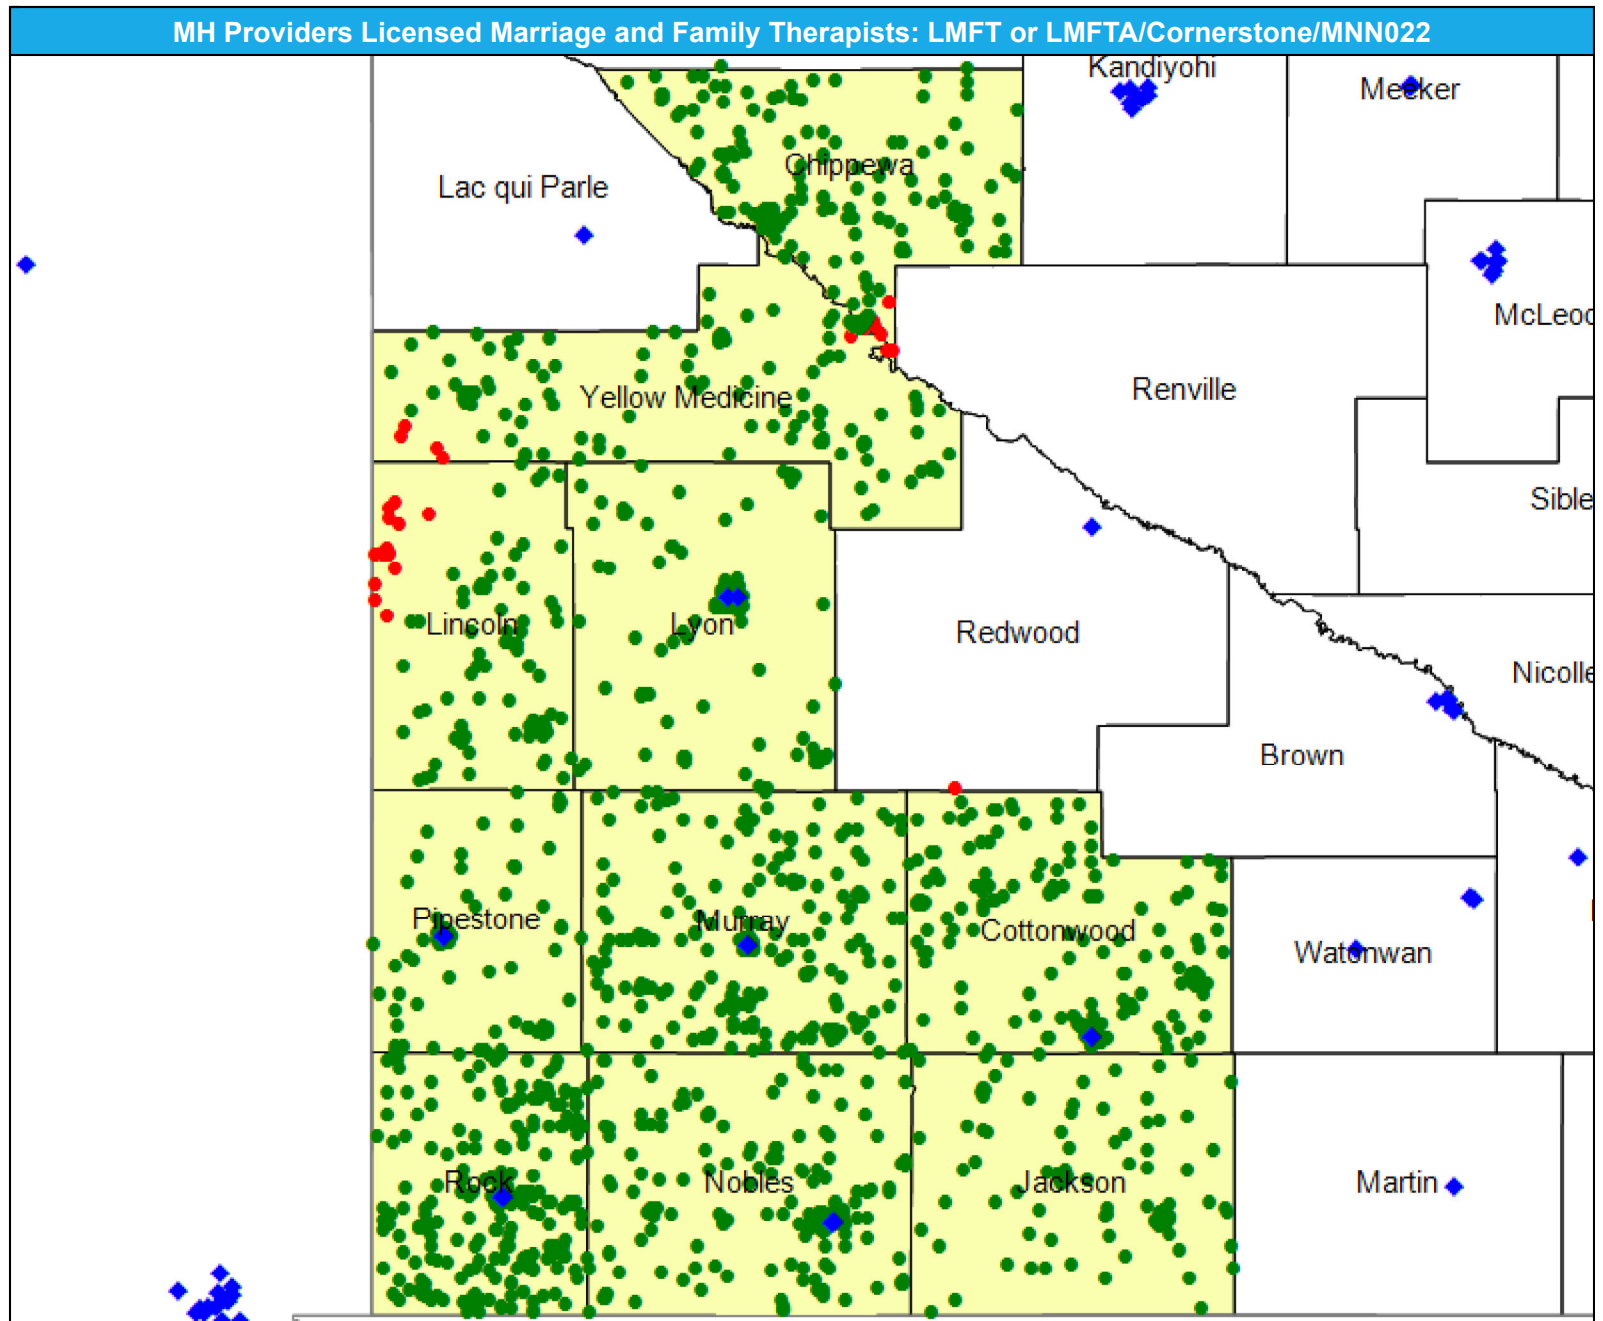 MH Providers Licensed Marriage and Family Therapists: LMFT or LMFTA/Cornerstone/MNN022
Kandiyohi
Meeker
Chippewa
Lac qui Parle
McLeod
Renville
Yellow Medicine
Sible
Lincoln
Lyon
Redwood
Nicolle
Brown
Pipestone
Murray
Cottonwood
Watonwan
Rock
Nobles
Jackson
Martin